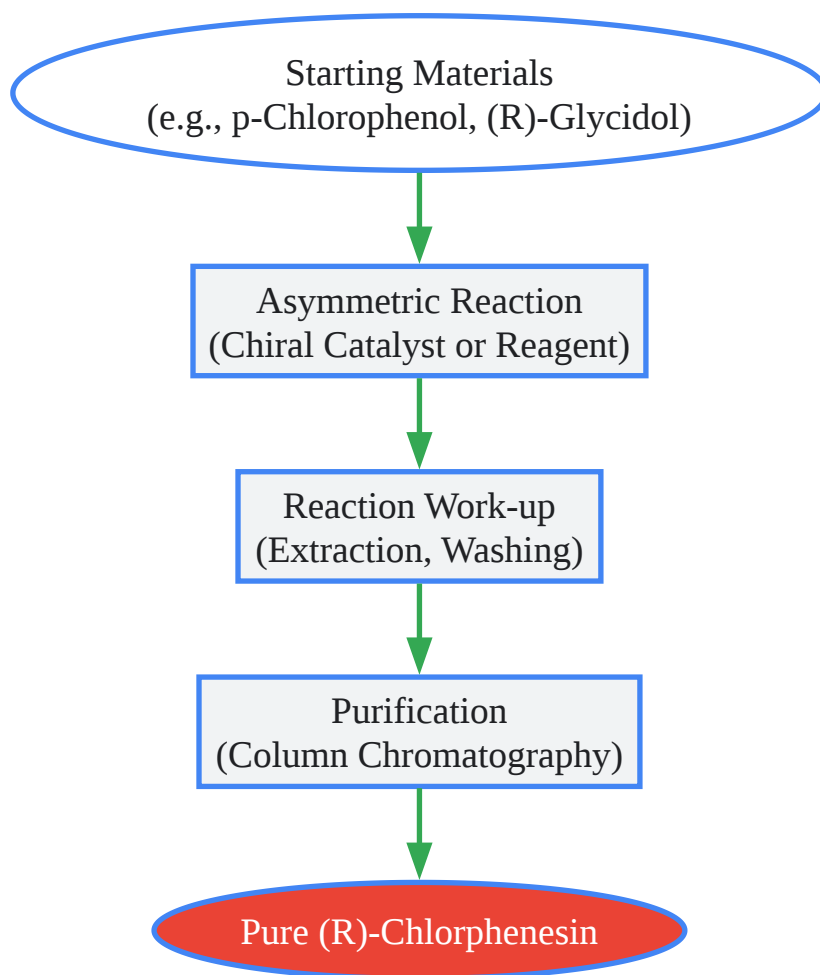 Starting Materials
(e.g., p-Chlorophenol, (R)-Glycidol)
Asymmetric Reaction
(Chiral Catalyst or Reagent)
Reaction Work-up
(Extraction, Washing)
Purification
(Column Chromatography)
Pure (R)-Chlorphenesin